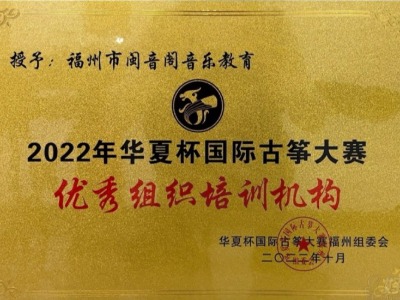 授予：福州市闽音阁音乐教育
2022年华夏杯国际古筝大赛
优秀组织培训机构
华夏杯国际古筝大赛福州组委会
二〇二二年十月